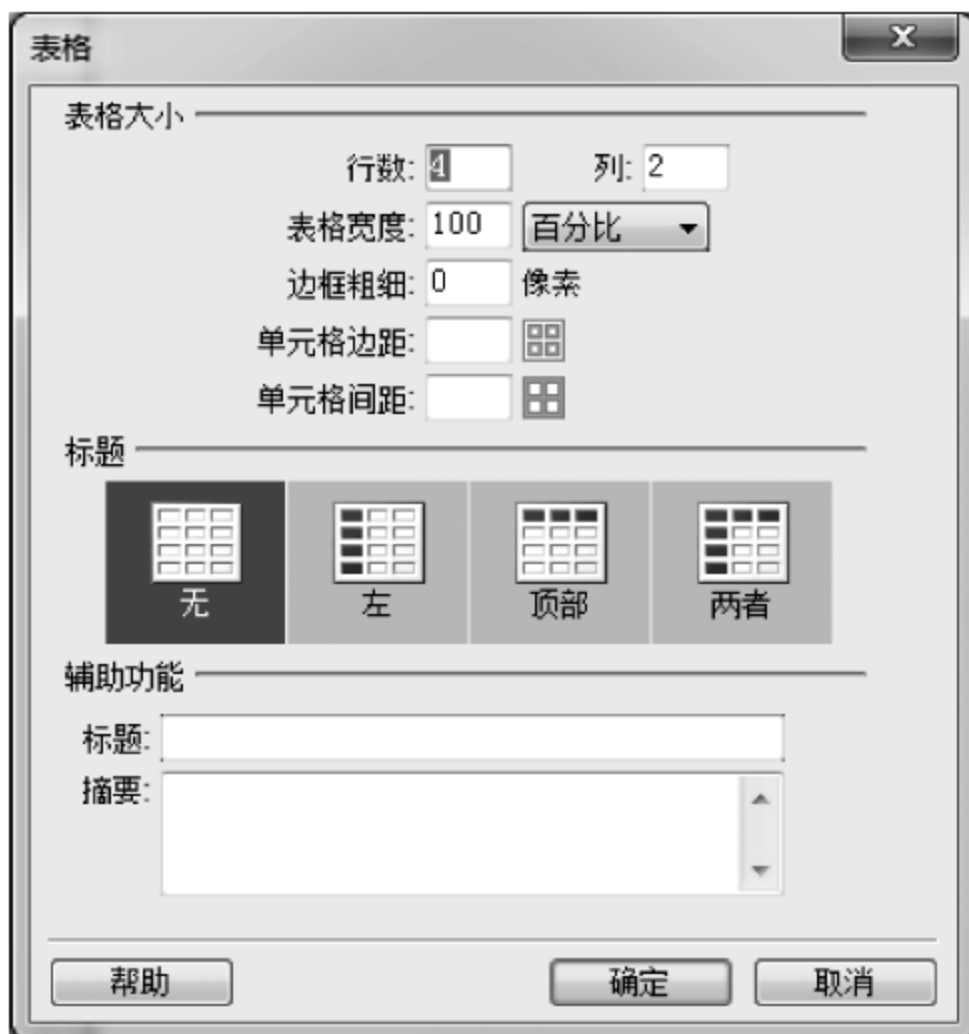 表格
表格大小
行数: 4 列: 2
表格宽度: 100 百分比
边框粗细: 0 像素
单元格边距:
单元格间距:
标题
无 左 顶部 两者
辅助功能
标题:
摘要:
帮助 确定 取消